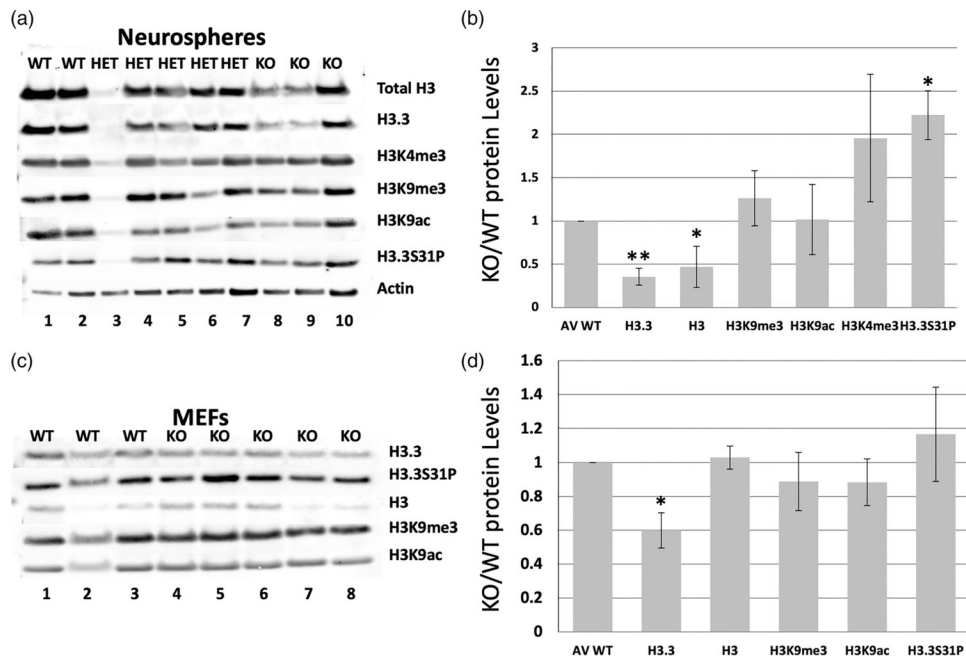 (a)
Neurospheres
WT WT HET HET HET HET HET KO KO KO
Total H3
H3.3
H3K4me3
H3K9me3
H3K9ac
H3.3S31P
Actin
1 2 3 4 5 6 7 8 9 10
(b)
KO/WT protein Levels
3
2.5
2
1.5
1
0.5
0
**
*
*
AV WT H3.3 H3 H3K9me3 H3K9ac H3K4me3 H3.3S31P
(c)
MEFs
WT WT WT KO KO KO KO KO
H3.3
H3.3S31P
H3
H3K9me3
H3K9ac
1 2 3 4 5 6 7 8
(d)
KO/WT protein Levels
1.6
1.4
1.2
1
0.8
0.6
0.4
0.2
0
*
AV WT H3.3 H3 H3K9me3 H3K9ac H3.3S31P